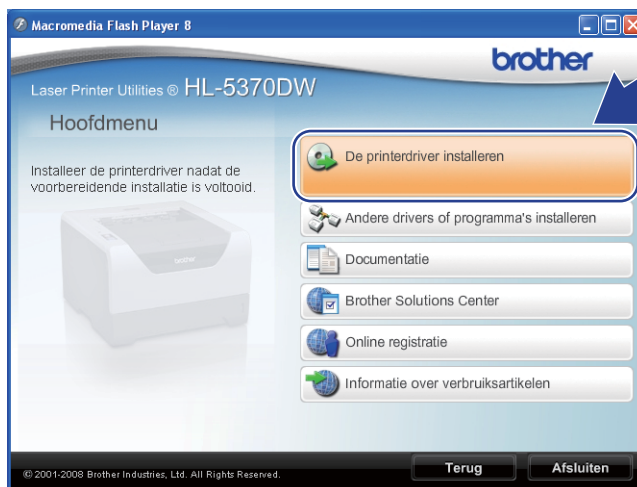 Macromedia Flash Player 8
brother
Laser Printer Utilities ® HL-5370DW
Hoofdmenu
Installeer de printerdriver nadat de
voorbereidende installatie is voltooid.
De printerdriver installeren
Andere drivers of programma's installeren
Documentatie
Brother Solutions Center
Online registratie
Informatie over verbruiksartikelen
brother
© 2001-2008 Brother Industries, Ltd. All Rights Reserved.
Terug
Afsluiten